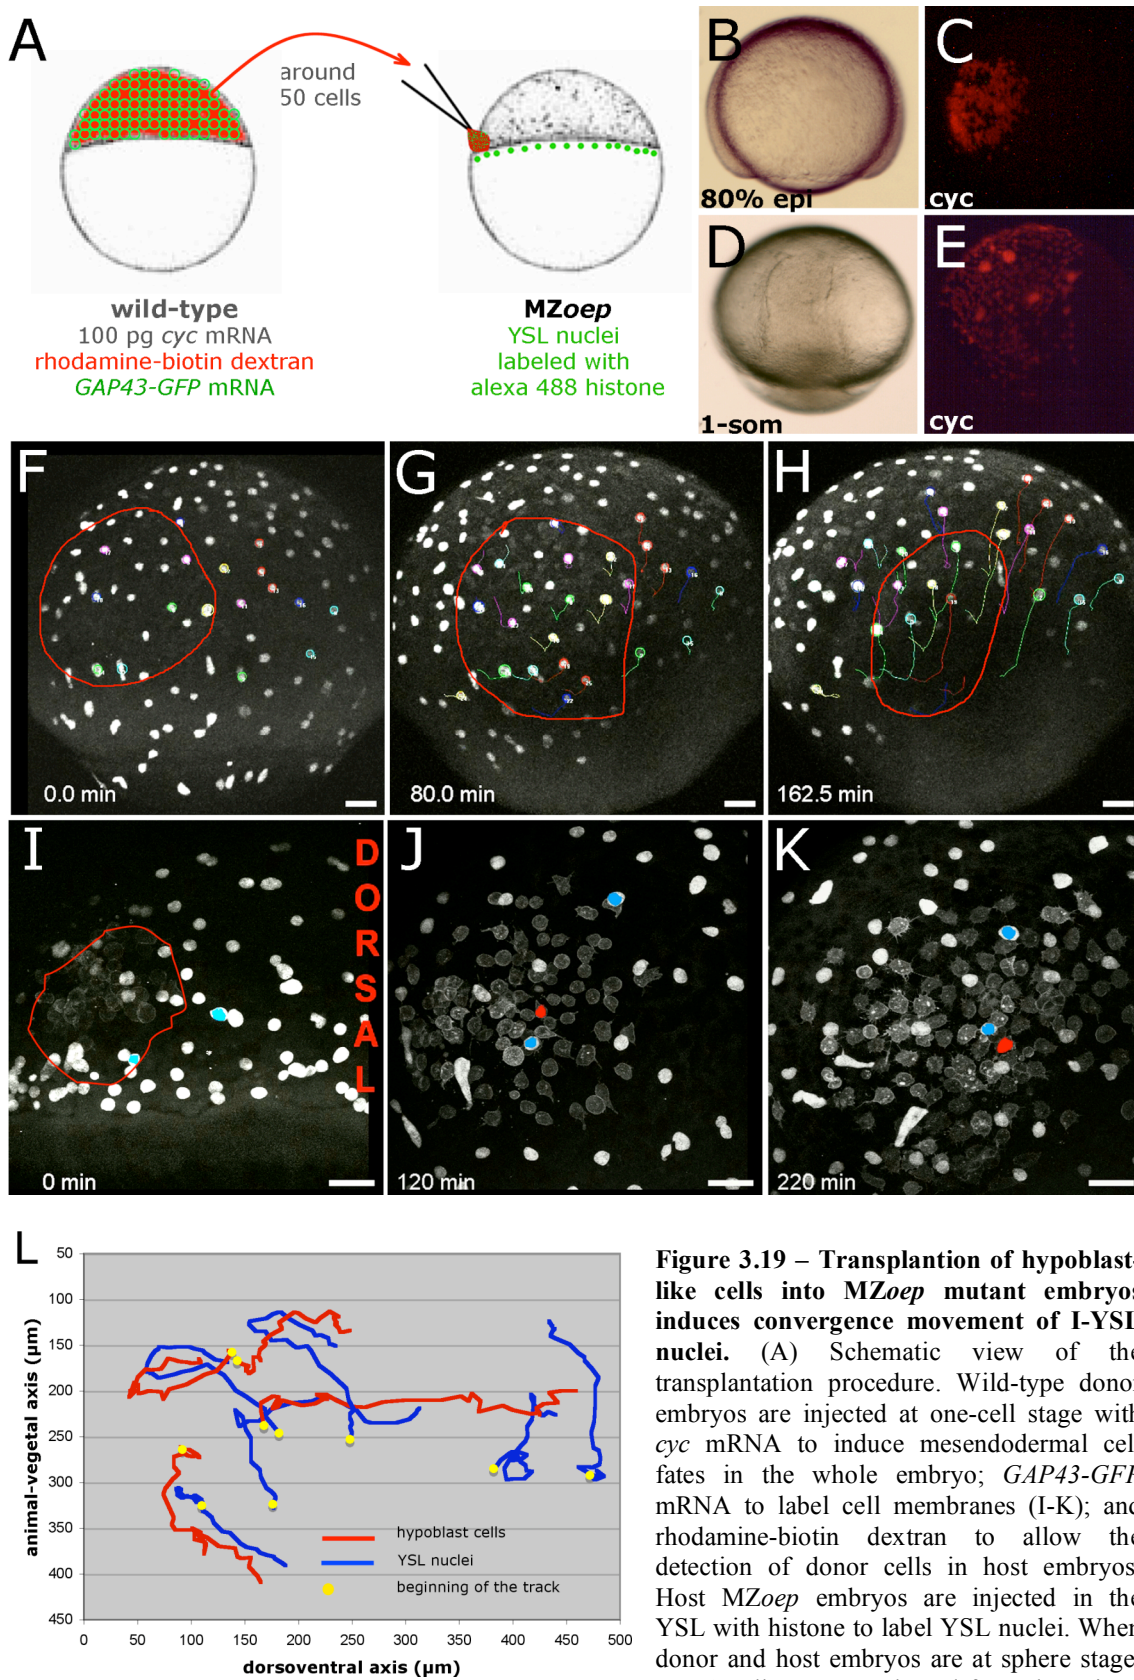 A
around
50 cells
wild-type
100 pg cyc mRNA
rhodamine-biotin dextran
GAP43-GFP mRNA
MZoep
YSL nuclei
labeled with
alexa 488 histone
B
80% epi
C
cyc
D
1-som
E
cyc
F
0.0 min
G
80.0 min
H
162.5 min
I
DORSAL
0 min
J
120 min
K
220 min
L
animal-vegetal axis (µm)
50
100
150
200
250
300
350
400
450
hypoblast cells
YSL nuclei
beginning of the track
0 50 100 150 200 250 300 350 400 450 500
dorsoventral axis (µm)
Figure 3.19 – Transplantion of hypoblast-
like cells into MZoep mutant embryos
induces convergence movement of I-YSL
nuclei. (A) Schematic view of the
transplantation procedure. Wild-type donor
embryos are injected at one-cell stage with
cyc mRNA to induce mesendodermal cel
fates in the whole embryo; GAP43-GFP
mRNA to label cell membranes (I-K); and
rhodamine-biotin dextran to allow the
detection of donor cells in host embryos
Host MZoep embryos are injected in the
YSL with histone to label YSL nuclei. When
donor and host embryos are at sphere stage